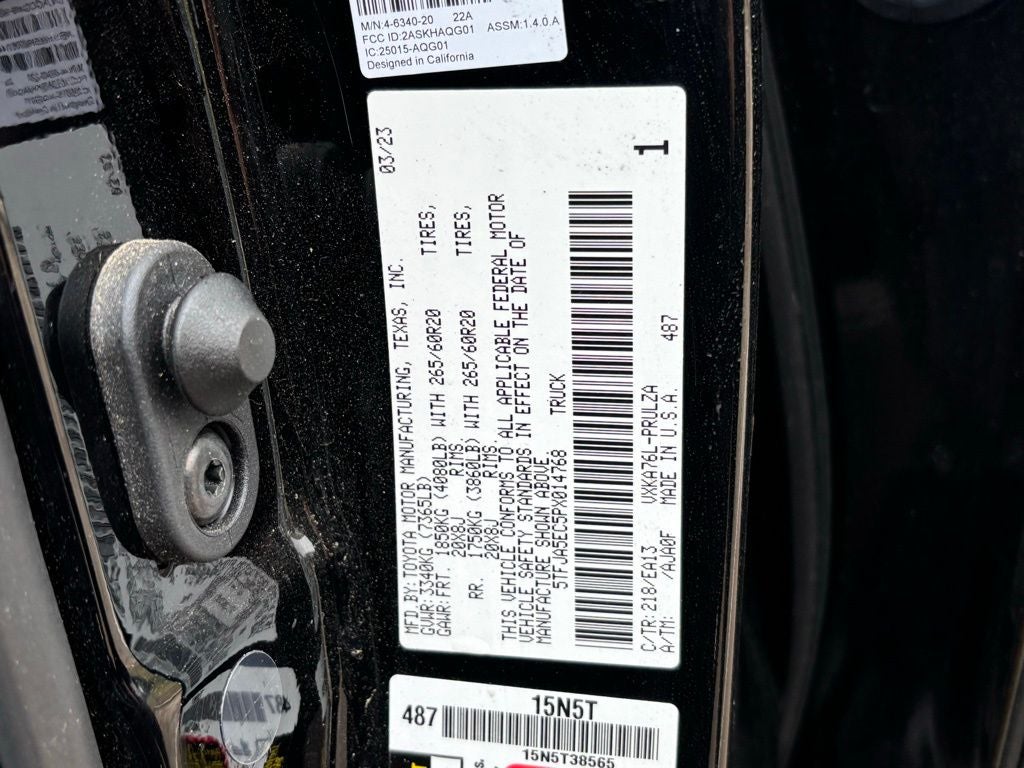 M/N:4-6340-20 22A
FCC ID:2ASKHAQG01 ASSM:1.4.0.A
IC:25015-AQG01
Designed in California
03/23
MFD.BY:TOYOTA MOTOR MANUFACTURING, TEXAS, INC.
GVWR:3340KG (7365LB)
GAWR:FRT. 1850KG (4080LB) WITH 265/60R20 TIRES,
20X8J RIMS.
RR. 1750KG (3860LB) WITH 265/60R20 TIRES,
20X8J RIMS.
THIS VEHICLE CONFORMS TO ALL APPLICABLE FEDERAL MOTOR
VEHICLE SAFETY STANDARDS IN EFFECT ON THE DATE OF
MANUFACTURE SHOWN ABOVE.
5TFJA5EC5PX014768 TRUCK
1
C/TR:218/EA13 VXKA76L-PRULZA 487
A/TM: /AJA0F MADE IN U.S.A.
15N5T
487
15N5T38565
487